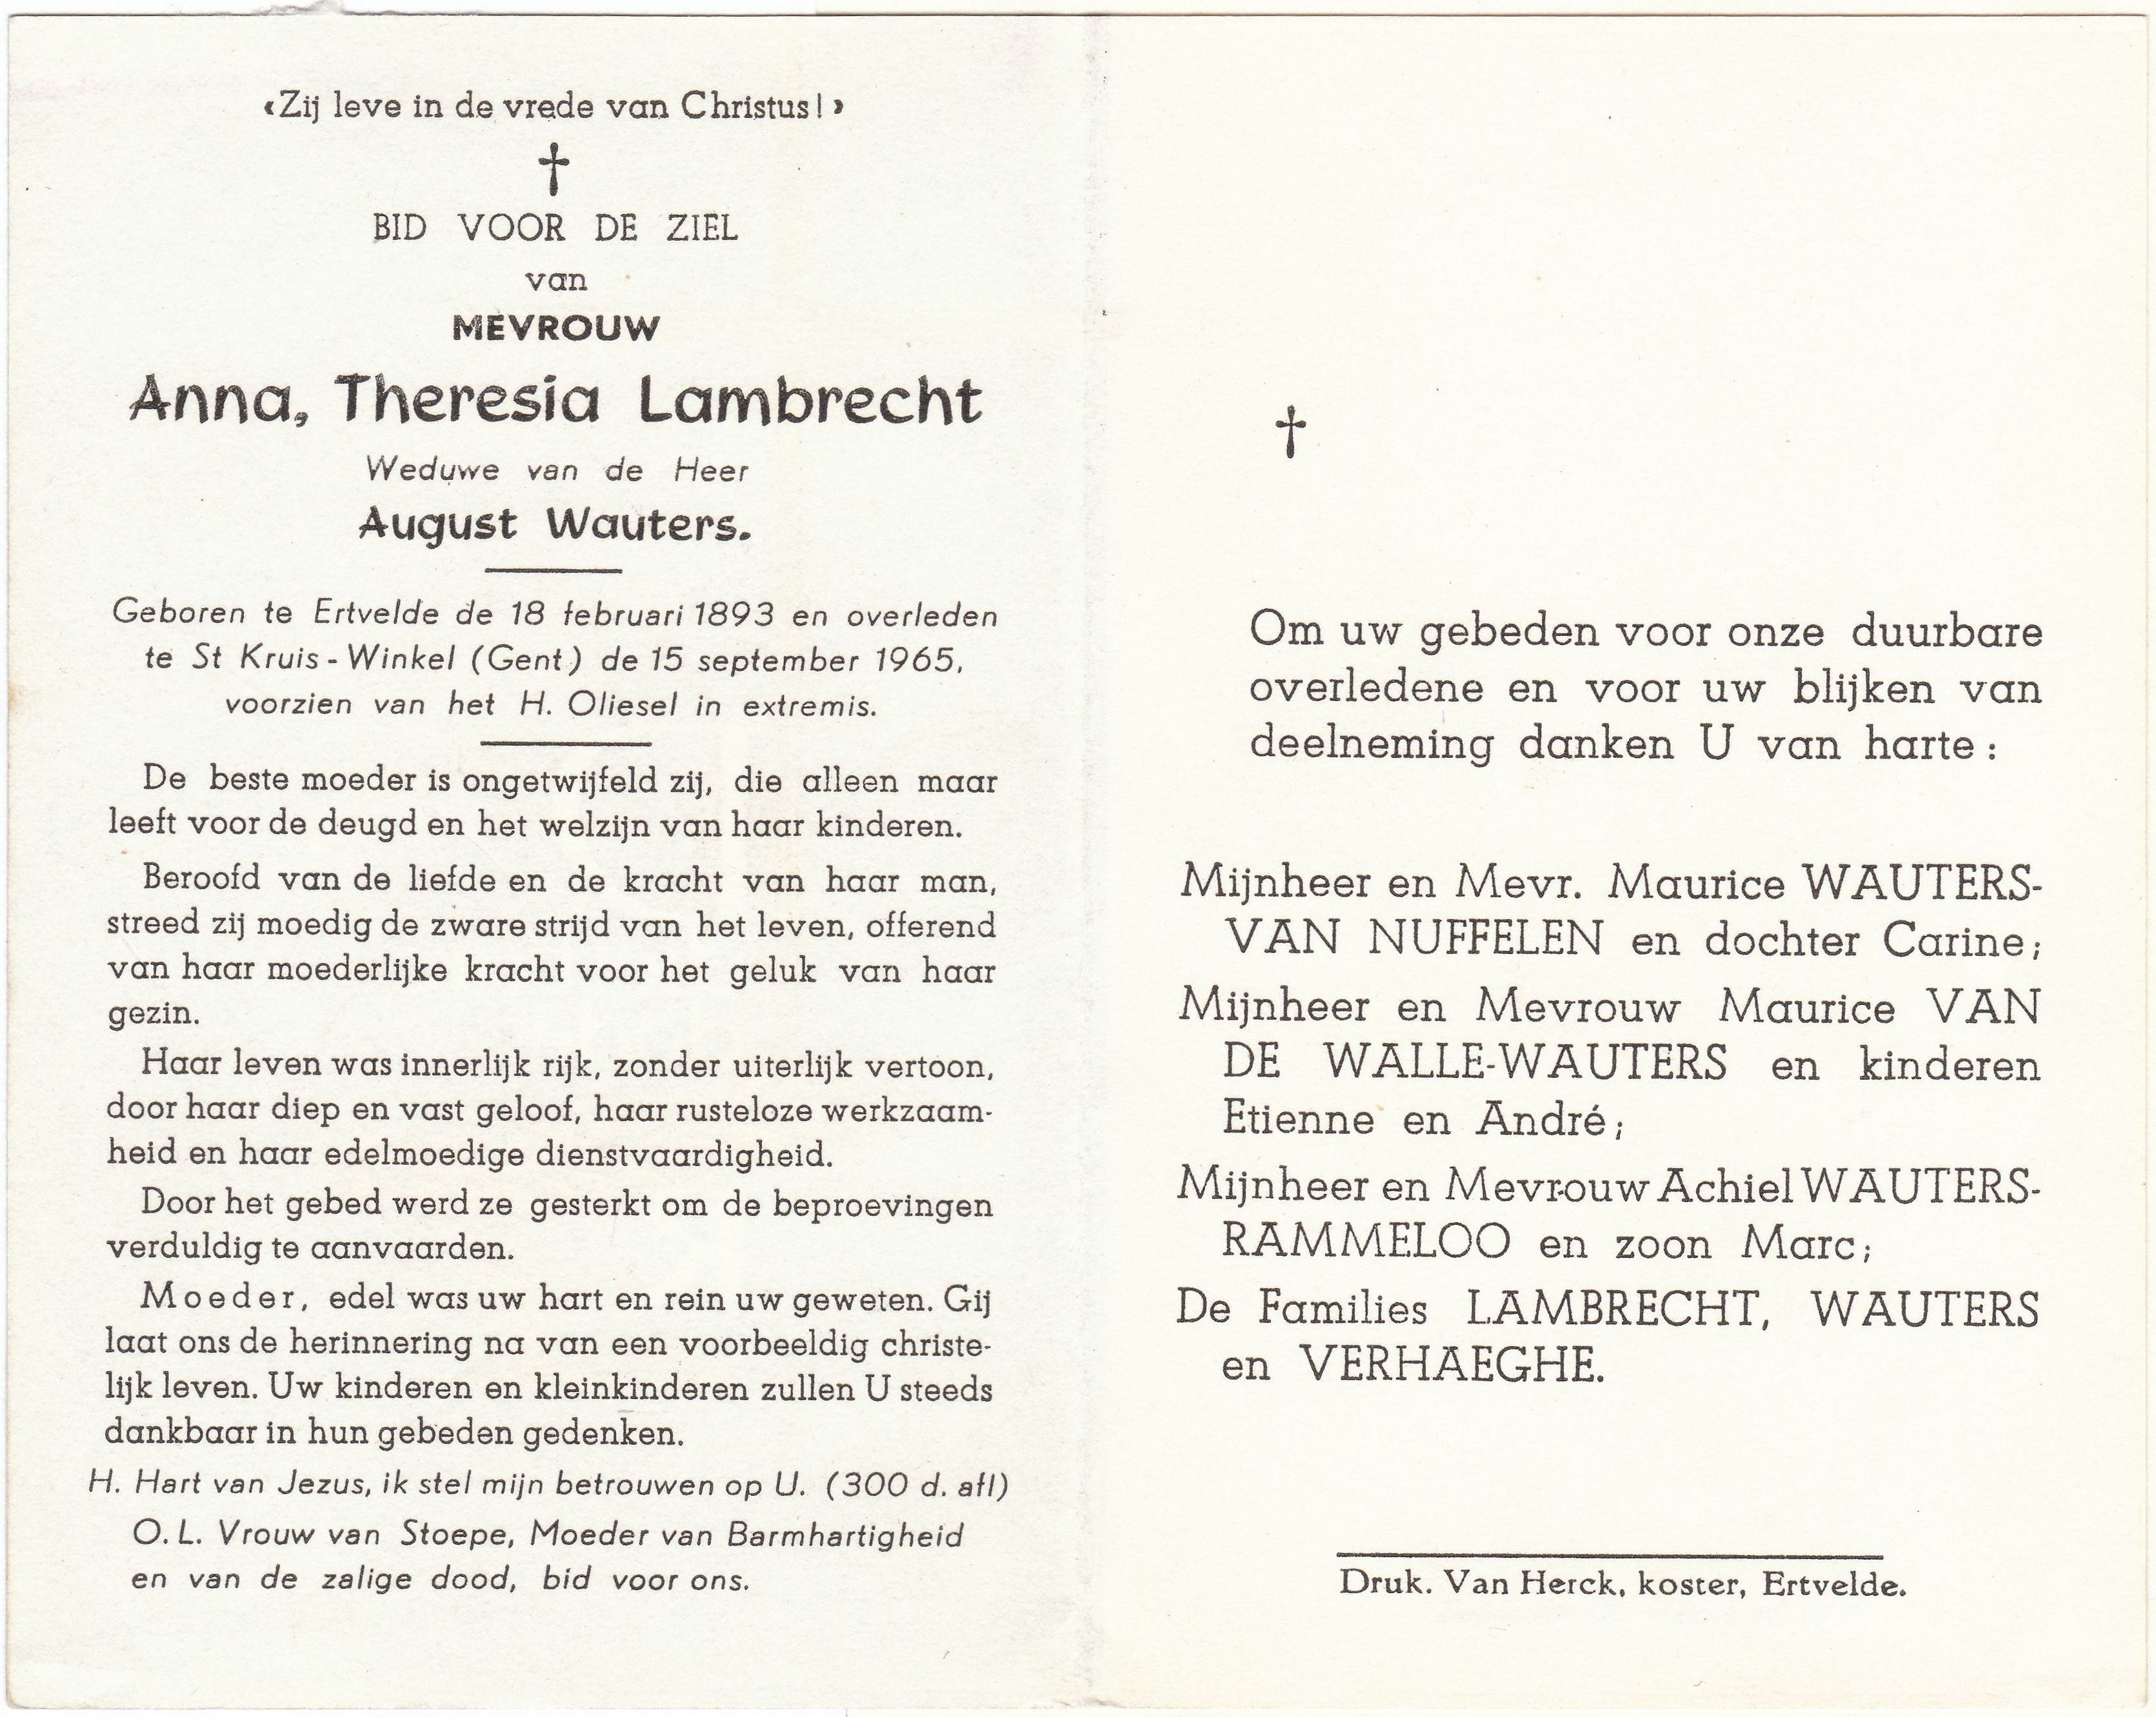 ‹Zij leve in de vrede van Christus!›
†
BID VOOR DE ZIEL
van
MEVROUW
Anna, Theresia Lambrecht
Weduwe van de Heer
August Wauters.
Geboren te Ertvelde de 18 februari 1893 en overleden
te St Kruis-Winkel (Gent) de 15 september 1965,
voorzien van het H. Oliesel in extremis.
De beste moeder is ongetwijfeld zij, die alleen maar
leeft voor de deugd en het welzijn van haar kinderen.
Beroofd van de liefde en de kracht van haar man,
streed zij moedig de zware strijd van het leven, offerend
van haar moederlijke kracht voor het geluk van haar
gezin.
Haar leven was innerlijk rijk, zonder uiterlijk vertoon,
door haar diep en vast geloof, haar rusteloze werkzaam-
heid en haar edelmoedige dienstvaardigheid.
Door het gebed werd ze gesterkt om de beproevingen
verduldig te aanvaarden.
Moeder, edel was uw hart en rein uw geweten. Gij
laat ons de herinnering na van een voorbeeldig christe-
lijk leven. Uw kinderen en kleinkinderen zullen U steeds
dankbaar in hun gebeden gedenken.
H. Hart van Jezus, ik stel mijn betrouwen op U. (300 d. afl)
O. L. Vrouw van Stoepe, Moeder van Barmhartigheid
en van de zalige dood, bid voor ons.
†
Om uw gebeden voor onze duurbare
overledene en voor uw blijken van
deelneming danken U van harte :
Mijnheer en Mevr. Maurice WAUTERS-
VAN NUFFELEN en dochter Carine;
Mijnheer en Mevrouw Maurice VAN
DE WALLE-WAUTERS en kinderen
Etienne en André;
Mijnheer en Mevrouw Achiel WAUTERS-
RAMMELOO en zoon Marc;
De Families LAMBRECHT, WAUTERS
en VERHAEGHE.
Druk. Van Herck, koster, Ertvelde.